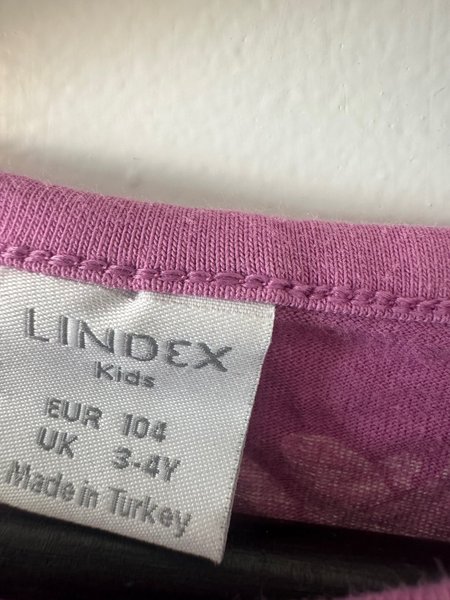 LINDEX
Kids
EUR 104
UK 3-4Y
Made in Turkey